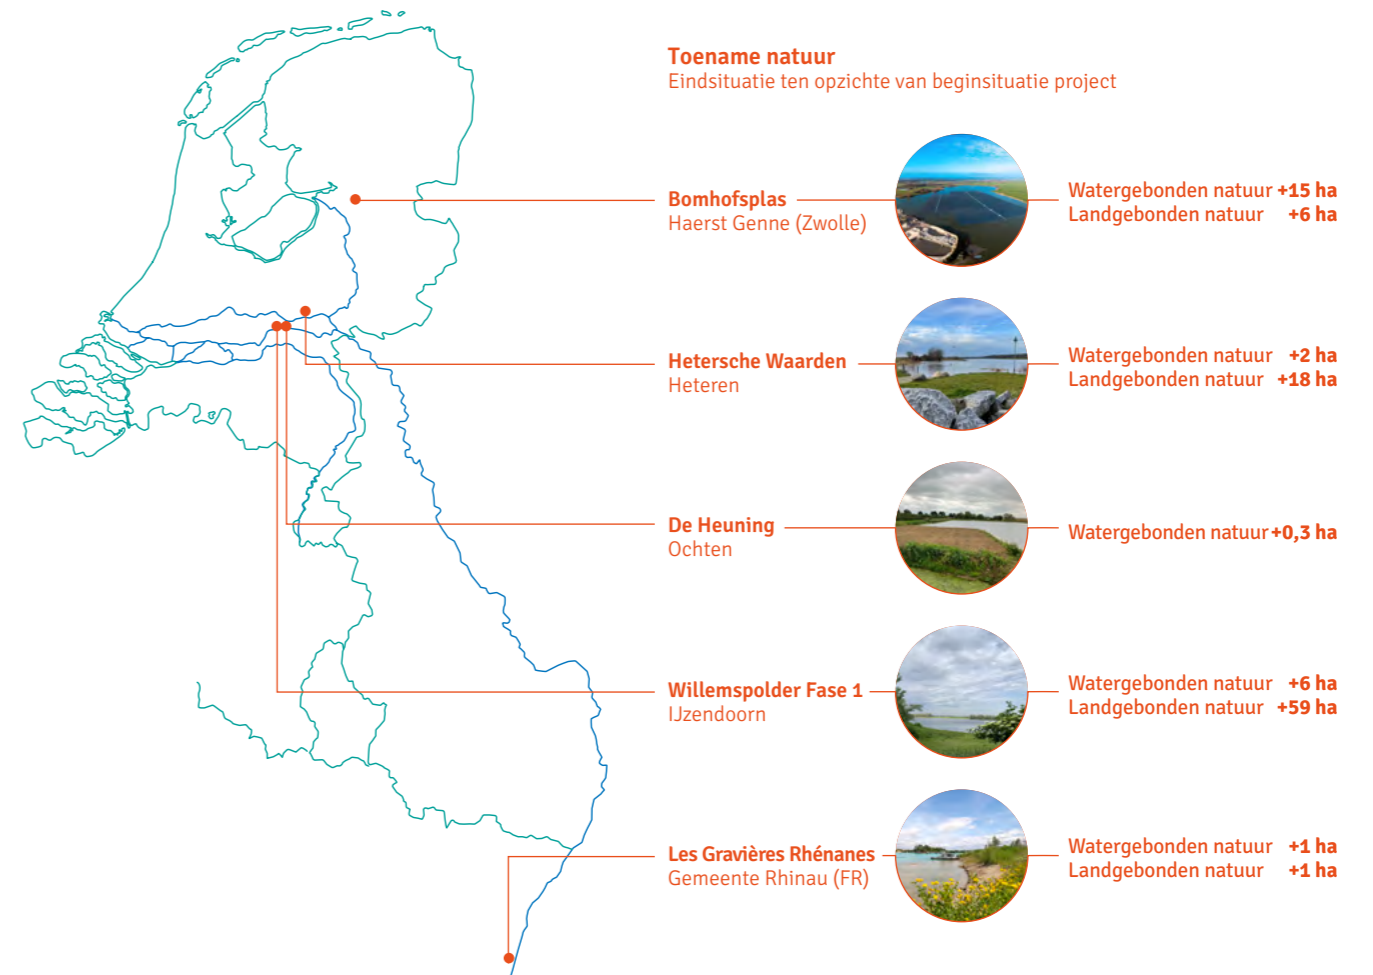 Toename natuur
Eindsituatie ten opzichte van beginsituatie project
Bomhofsplas
Haerst Genne (Zwolle)
Watergebonden natuur +15 ha
Landgebonden natuur +6 ha
Hetersche Waarden
Heteren
Watergebonden natuur +2 ha
Landgebonden natuur +18 ha
De Heuning
Ochten
Watergebonden natuur +0,3 ha
Willemspolder Fase 1
IJzendoorn
Watergebonden natuur +6 ha
Landgebonden natuur +59 ha
Les Gravières Rhénanes
Gemeente Rhinau (FR)
Watergebonden natuur +1 ha
Landgebonden natuur +1 ha